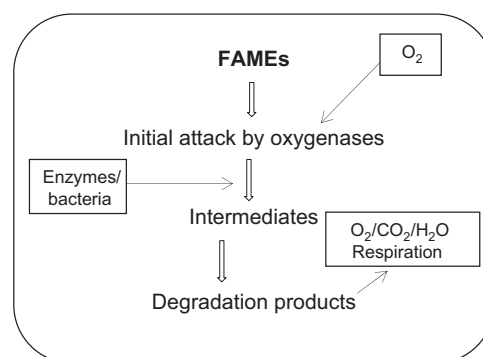 FAMEs
O₂
Initial attack by oxygenases
Enzymes/
bacteria
Intermediates
O₂/CO₂/H₂O
Respiration
Degradation products